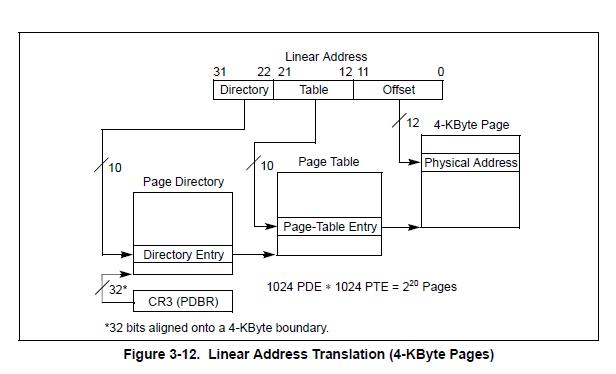 Linear Address
31 22 21 12 11 0
Directory Table Offset
12 4-KByte Page
10 10 Page Table Physical Address
Page Directory
Page-Table Entry
Directory Entry
32* 1024 PDE * 1024 PTE = 2^20 Pages
CR3 (PDBR)
*32 bits aligned onto a 4-KByte boundary.
Figure 3-12. Linear Address Translation (4-KByte Pages)